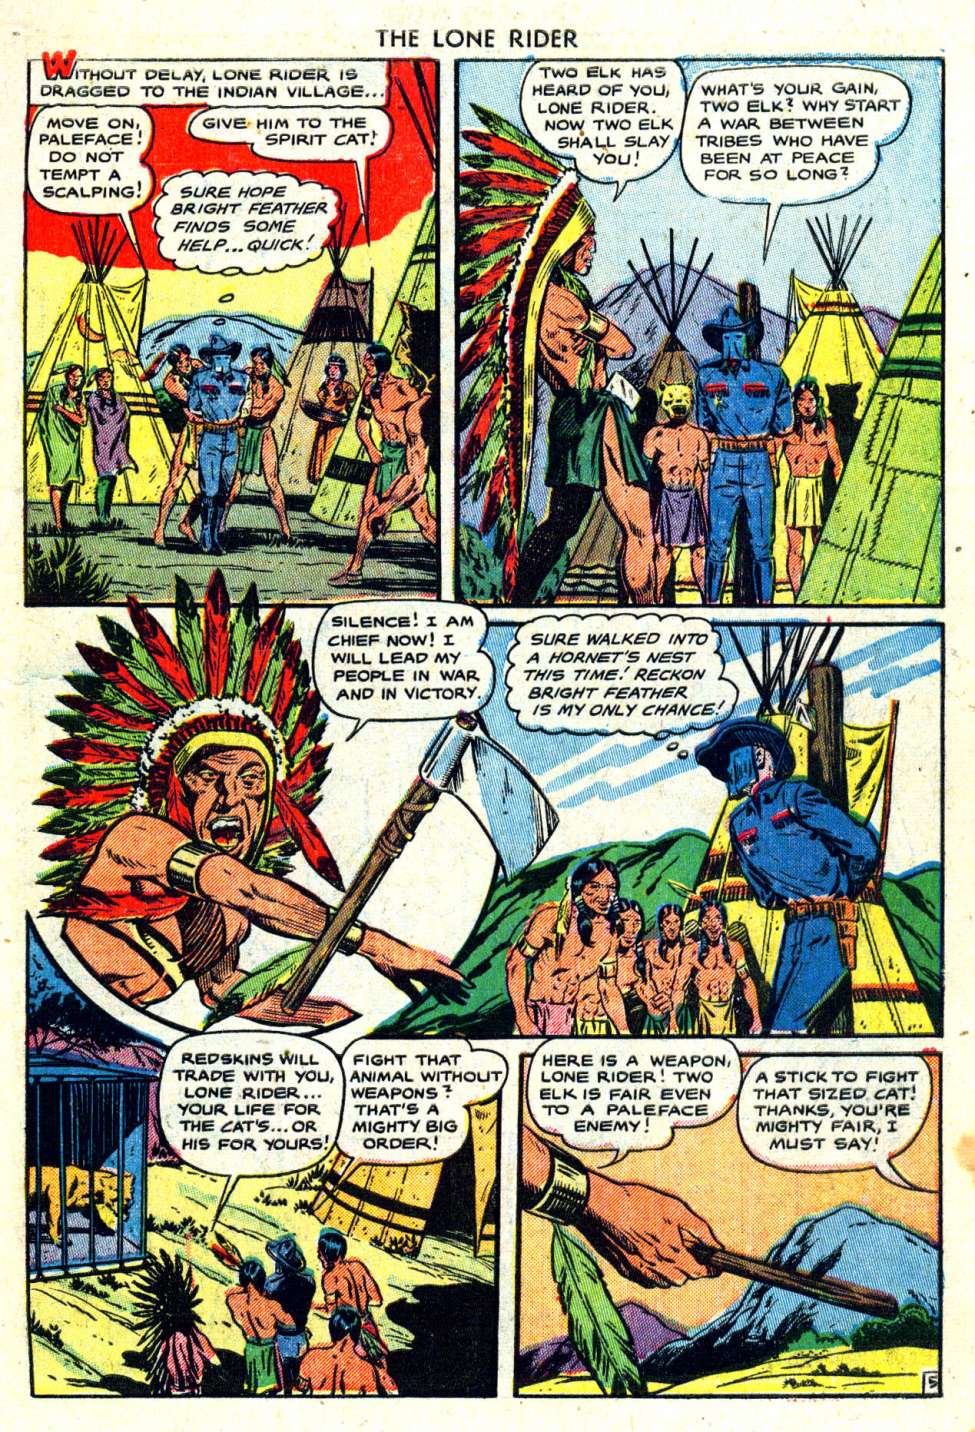 THE LONE RIDER
WITHOUT DELAY, LONE RIDER IS
DRAGGED TO THE INDIAN VILLAGE...
MOVE ON,
PALEFACE!
DO NOT
TEMPT A
SCALPING!
GIVE HIM TO THE
SPIRIT CAT!
SURE HOPE
BRIGHT FEATHER
FINDS SOME
HELP... QUICK!
TWO ELK HAS
HEARD OF YOU,
LONE RIDER.
NOW TWO ELK
SHALL SLAY
YOU!
WHAT'S YOUR GAIN,
TWO ELK? WHY START
A WAR BETWEEN
TRIBES WHO HAVE
BEEN AT PEACE
FOR SO LONG?
SILENCE! I AM
CHIEF NOW! I
WILL LEAD MY
PEOPLE IN WAR
AND IN VICTORY.
SURE WALKED INTO
A HORNET'S NEST
THIS TIME! RECKON
BRIGHT FEATHER
IS MY ONLY CHANCE!
REDSKINS WILL
TRADE WITH YOU,
LONE RIDER...
YOUR LIFE FOR
THE CAT'S... OR
HIS FOR YOURS!
FIGHT THAT
ANIMAL WITHOUT
WEAPONS?
THAT'S A
MIGHTY BIG
ORDER!
HERE IS A WEAPON,
LONE RIDER! TWO
ELK IS FAIR EVEN
TO A PALEFACE
ENEMY!
A STICK TO FIGHT
THAT SIZED CAT!
THANKS, YOU'RE
MIGHTY FAIR, I
MUST SAY!
5